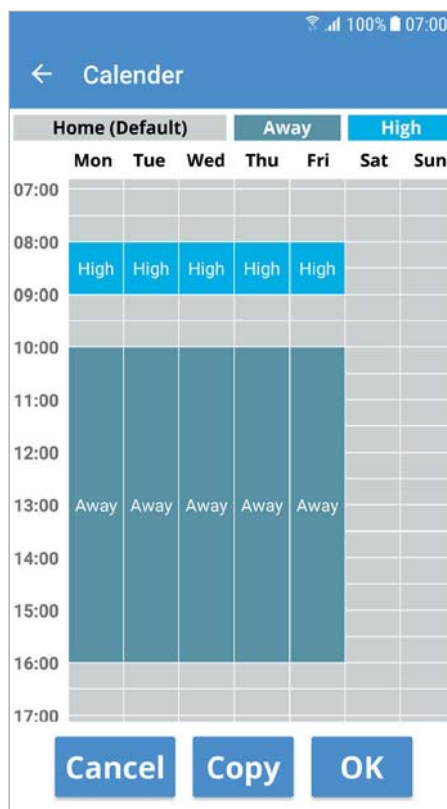 100% 07:00
Calender
Home (Default) Away High
Mon Tue Wed Thu Fri Sat Sun
07:00
08:00
High High High High High
09:00
10:00
11:00
12:00
13:00
Away Away Away Away Away
14:00
15:00
16:00
17:00
Cancel Copy OK